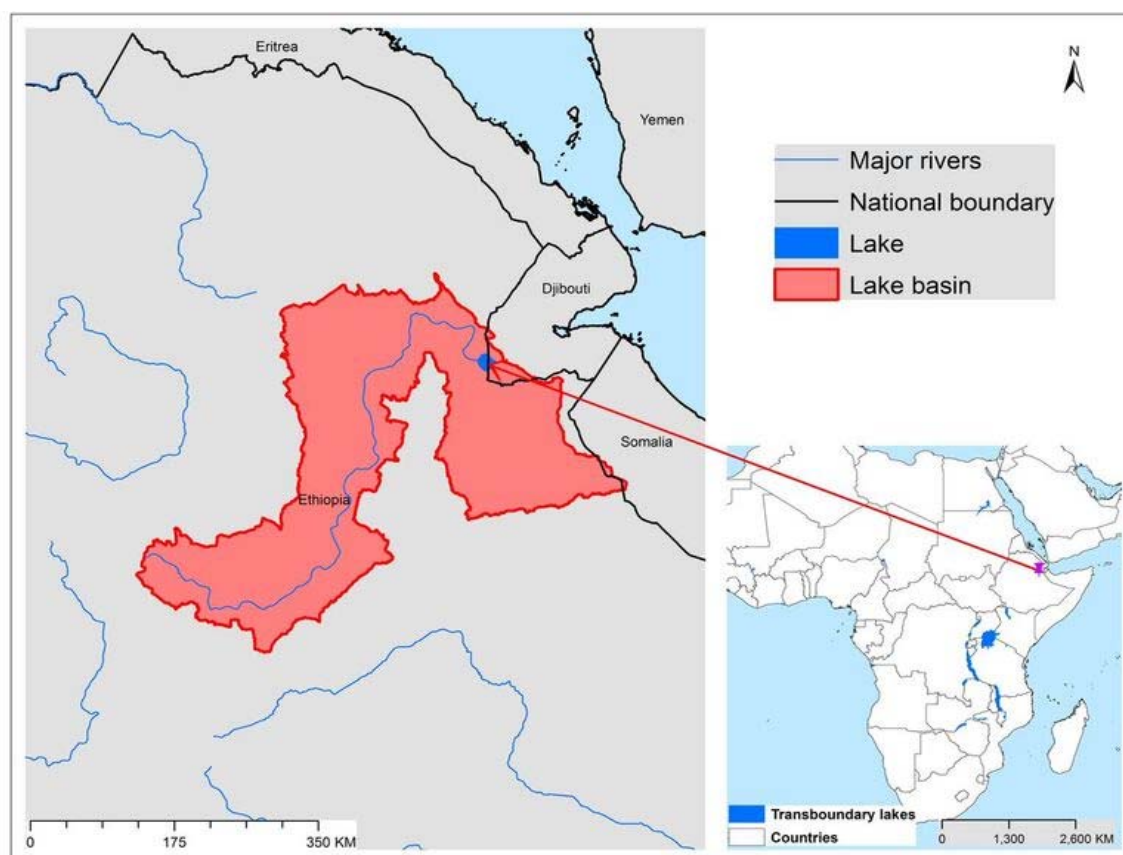 Eritrea
N
Yemen
Major rivers
National boundary
Lake
Lake basin
Djibouti
Somalia
Ethiopia
Transboundary lakes
Countries
0 175 350 KM
0 1,300 2,600 KM